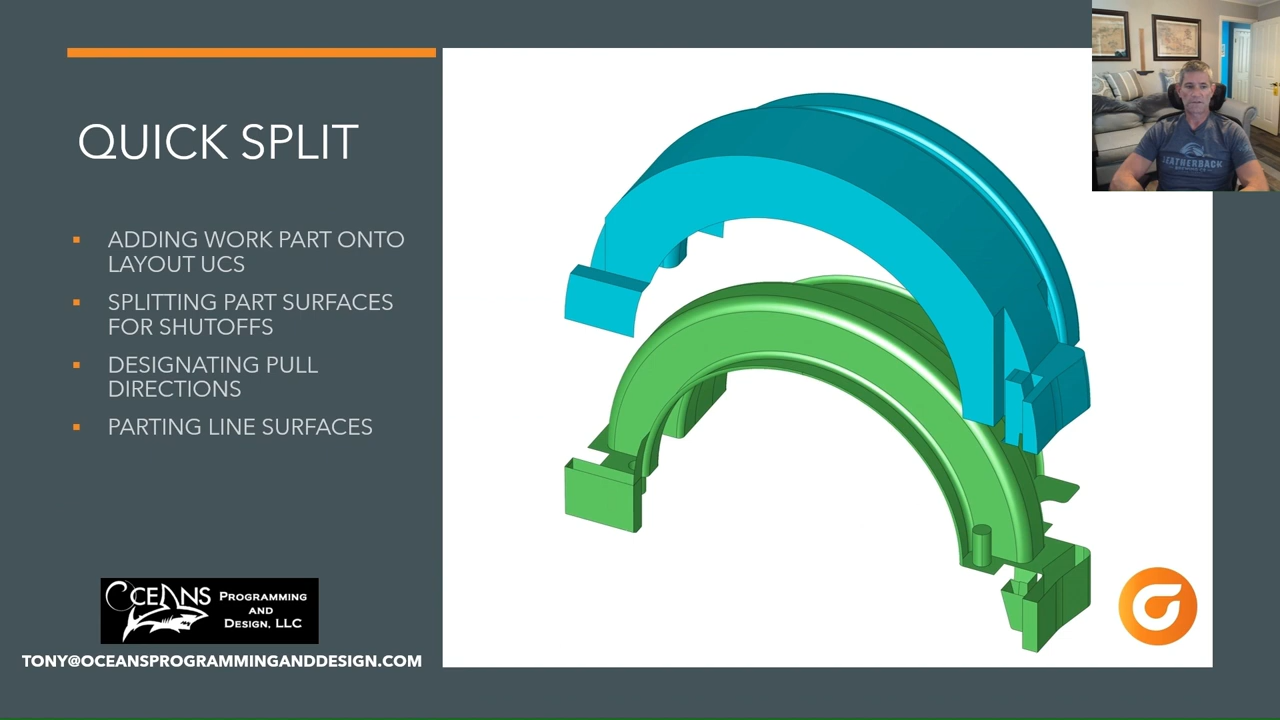 QUICK SPLIT
ADDING WORK PART ONTO
LAYOUT UCS
SPLITTING PART SURFACES
FOR SHUTOFFS
DESIGNATING PULL
DIRECTIONS
PARTING LINE SURFACES
OCEANS
PROGRAMMING
AND
DESIGN, LLC
TONY@OCEANSPROGRAMMINGANDDESIGN.COM
LEATHERBACK